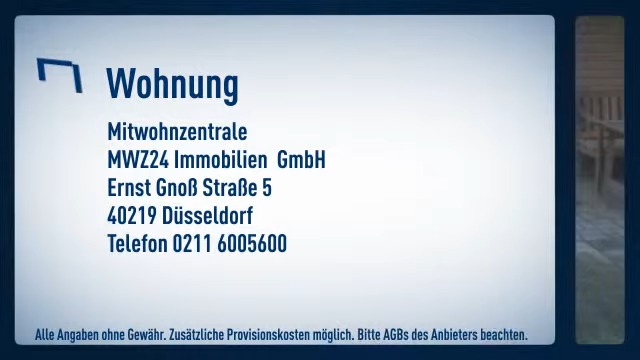 Wohnung
Mitwohnzentrale
MWZ24 Immobilien GmbH
Ernst Gnoß Straße 5
40219 Düsseldorf
Telefon 0211 6005600
Alle Angaben ohne Gewähr. Zusätzliche Provisionskosten möglich. Bitte AGBs des Anbieters beachten.